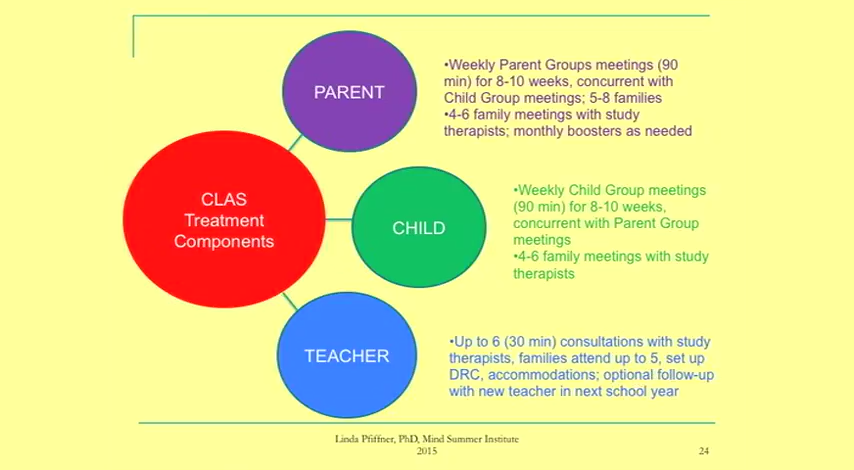 PARENT
•Weekly Parent Groups meetings (90
min) for 8-10 weeks, concurrent with
Child Group meetings; 5-8 families
•4-6 family meetings with study
therapists; monthly boosters as needed
CLAS
Treatment
Components
CHILD
•Weekly Child Group meetings
(90 min) for 8-10 weeks,
concurrent with Parent Group
meetings
•4-6 family meetings with study
therapists
TEACHER
•Up to 6 (30 min) consultations with study
therapists, families attend up to 5, set up
DRC, accommodations; optional follow-up
with new teacher in next school year
Linda Pfiffner, PhD, Mind Summer Institute
2015
24